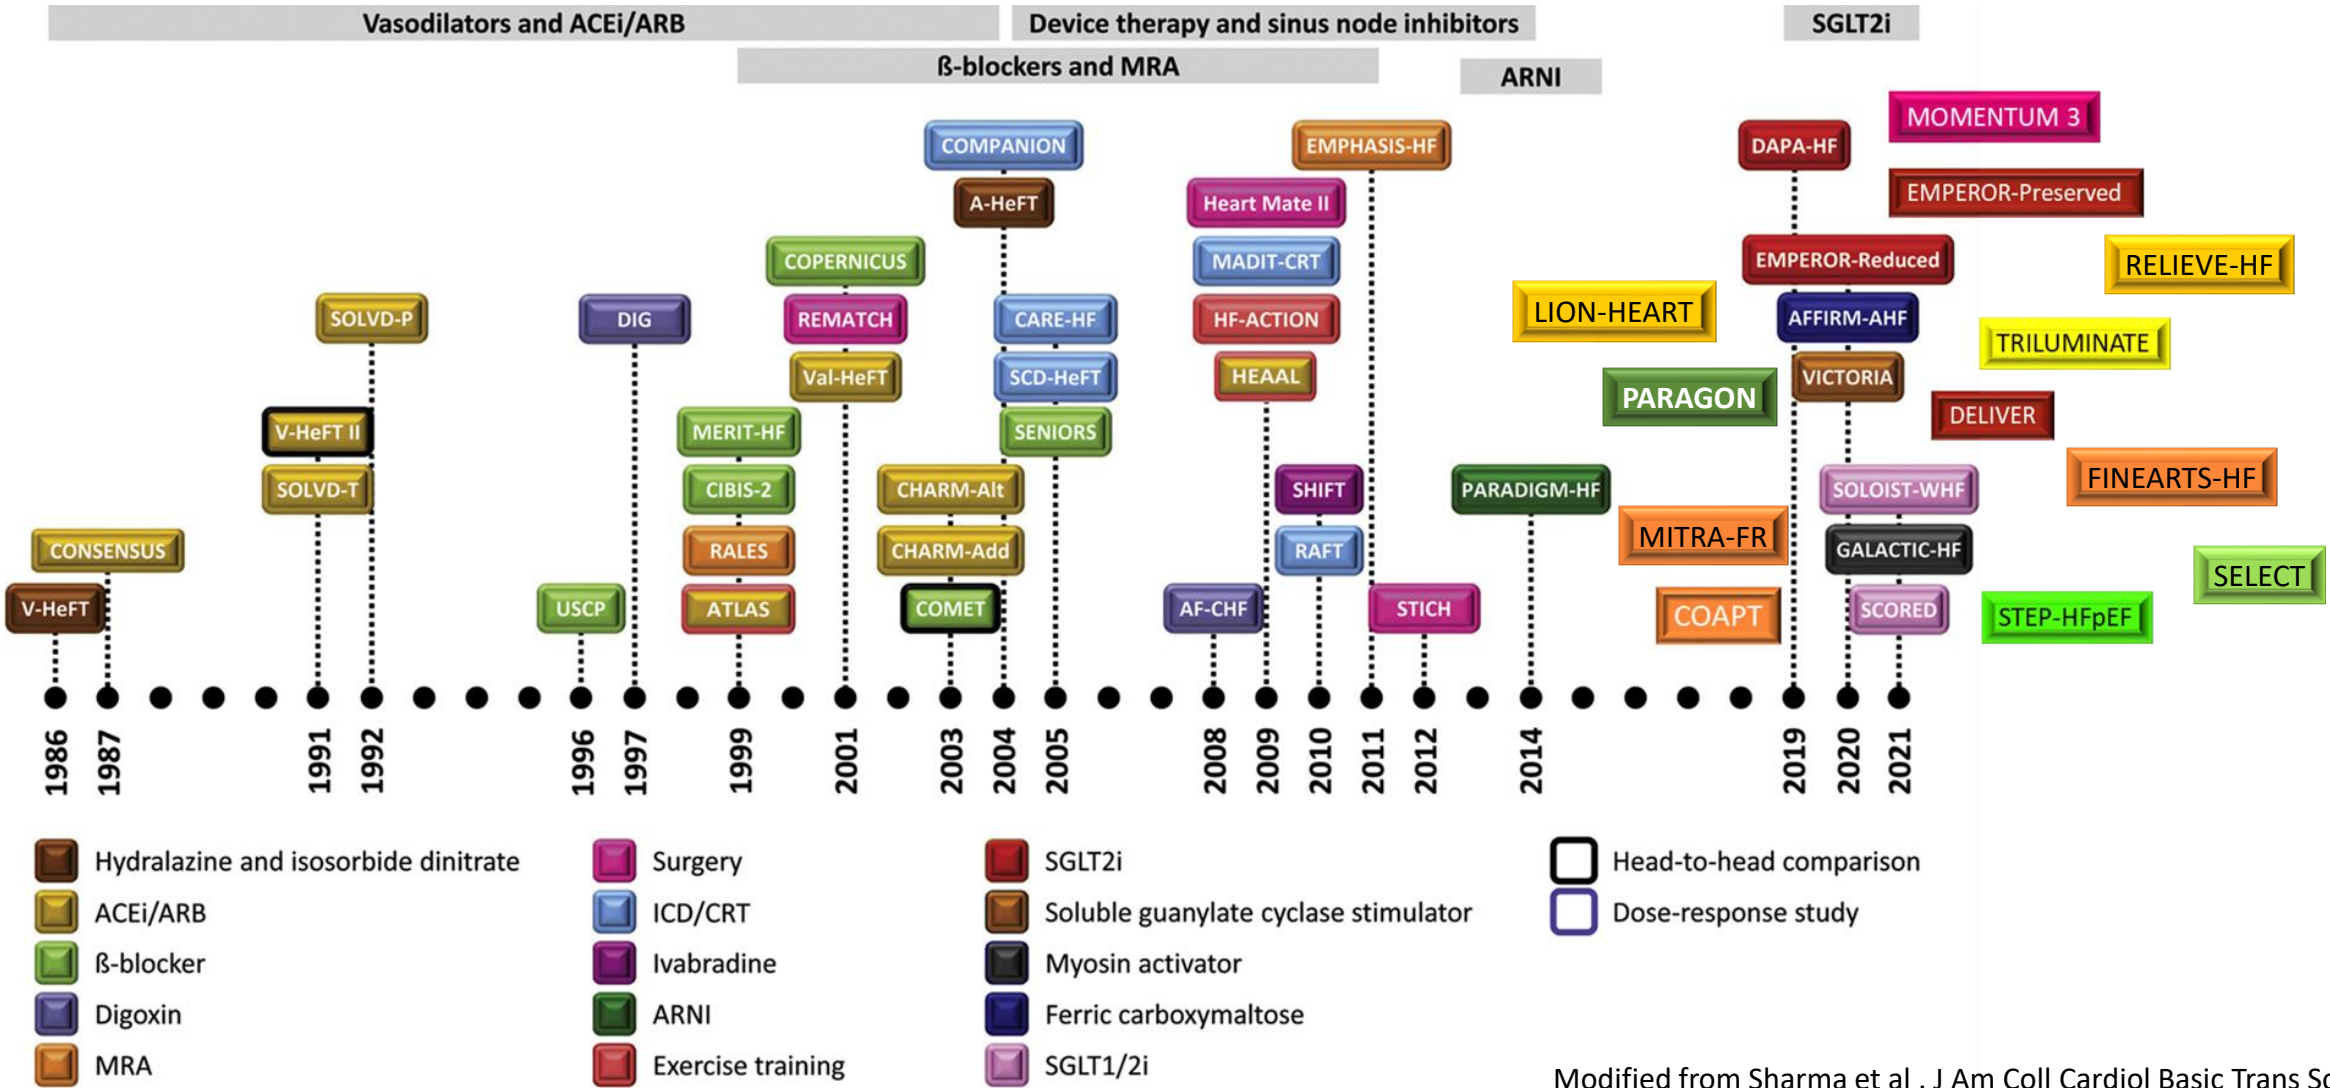 Vasodilators and ACEi/ARB
Device therapy and sinus node inhibitors
SGLT2i
ß-blockers and MRA
ARNI
MOMENTUM 3
COMPANION
EMPHASIS-HF
DAPA-HF
A-HeFT
Heart Mate II
EMPEROR-Preserved
COPERNICUS
MADIT-CRT
EMPEROR-Reduced
RELIEVE-HF
SOLVD-P
DIG
REMATCH
CARE-HF
HF-ACTION
LION-HEART
AFFIRM-AHF
TRILUMINATE
Val-HeFT
SCD-HeFT
HEAAL
PARAGON
VICTORIA
DELIVER
V-HeFT II
MERIT-HF
SENIORS
SOLVD-T
CIBIS-2
CHARM-Alt
SHIFT
PARADIGM-HF
SOLOIST-WHF
FINEARTS-HF
CONSENSUS
RALES
CHARM-Add
RAFT
MITRA-FR
GALACTIC-HF
SELECT
V-HeFT
USCP
ATLAS
COMET
AF-CHF
STICH
COAPT
SCORED
STEP-HFpEF
1986
1987
1991
1992
1996
1997
1999
2001
2003
2004
2005
2008
2009
2010
2011
2012
2014
2019
2020
2021
Hydralazine and isosorbide dinitrate
ACEi/ARB
ß-blocker
Digoxin
MRA
Surgery
ICD/CRT
Ivabradine
ARNI
Exercise training
SGLT2i
Soluble guanylate cyclase stimulator
Myosin activator
Ferric carboxymaltose
SGLT1/2i
Head-to-head comparison
Dose-response study
Modified from Sharma et al , J Am Coll Cardiol Basic Trans